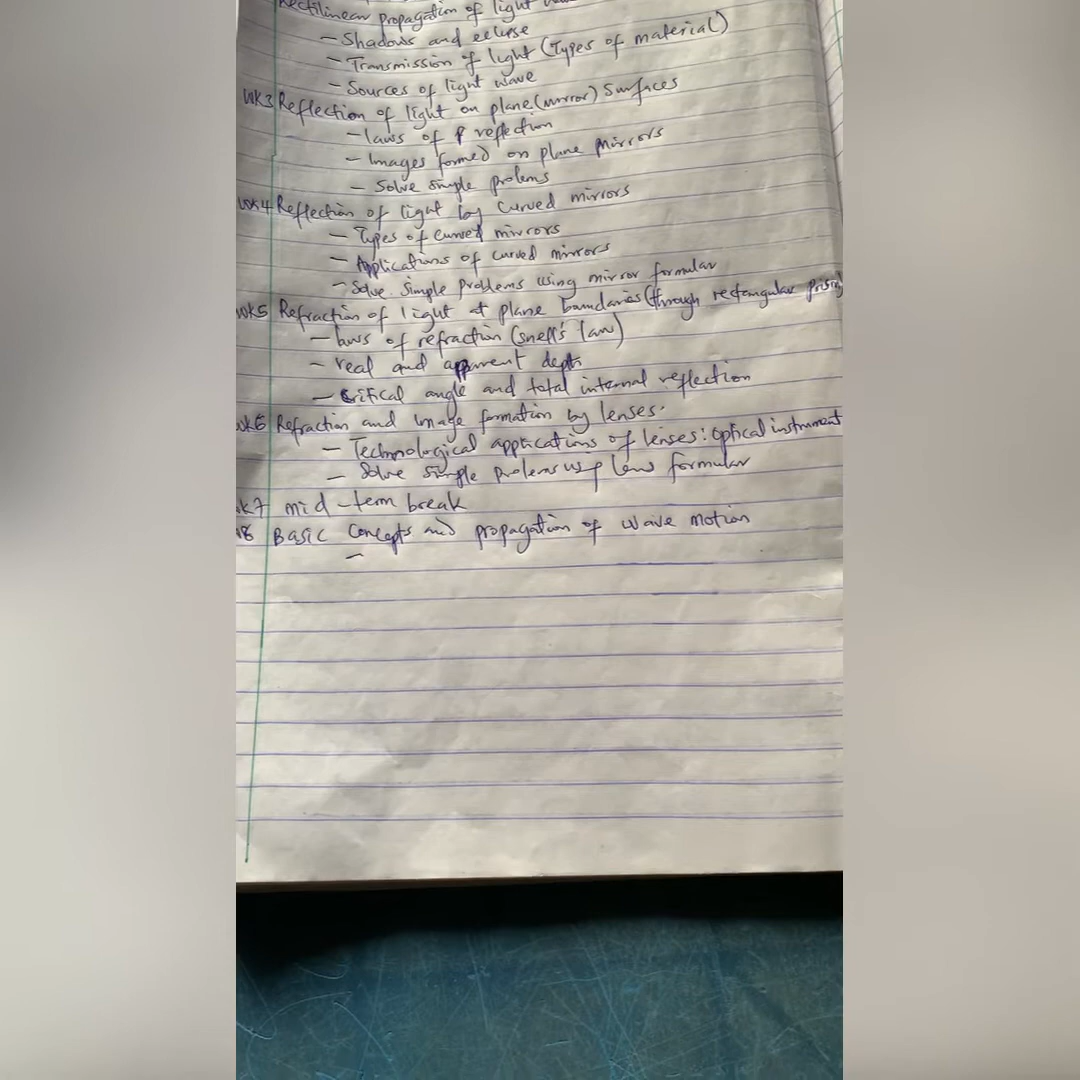 Rectilinear propagation of light
- Shadows and eclipse
- Transmission of light (Types of material)
- Sources of light wave
WK3 Reflection of light on plane (mirror) Surfaces
- laws of reflection
- Images formed on plane mirrors
- Solve simple prolems
WK4 Reflection of light by Curved mirrors
- Types of curved mirrors
- Applications of curved mirrors
- Solve simple problems using mirror formular
WK5 Refraction of light at plane boundaries (through rectangular prism)
- laws of refraction (snell's law)
- real and apparent depth
- Critical angle and total internal reflection
WK6 Refraction and image formation by lenses.
- Technological applications of lenses: optical instrument
- Solve simple prolems using lens formular
WK7 mid-term break
8 Basic Concepts and propagation of wave motion
-